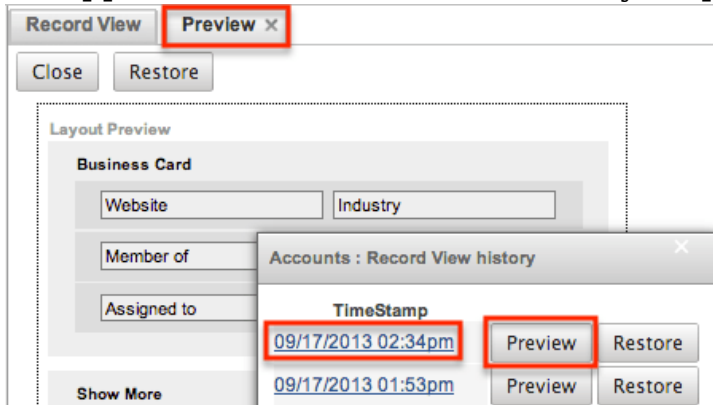 Record View Preview ×
Close Restore
Layout Preview
Business Card
Website Industry
Member of
Assigned to
Show More
Accounts : Record View history ×
TimeStamp
09/17/2013 02:34pm Preview Restore
09/17/2013 01:53pm Preview Restore